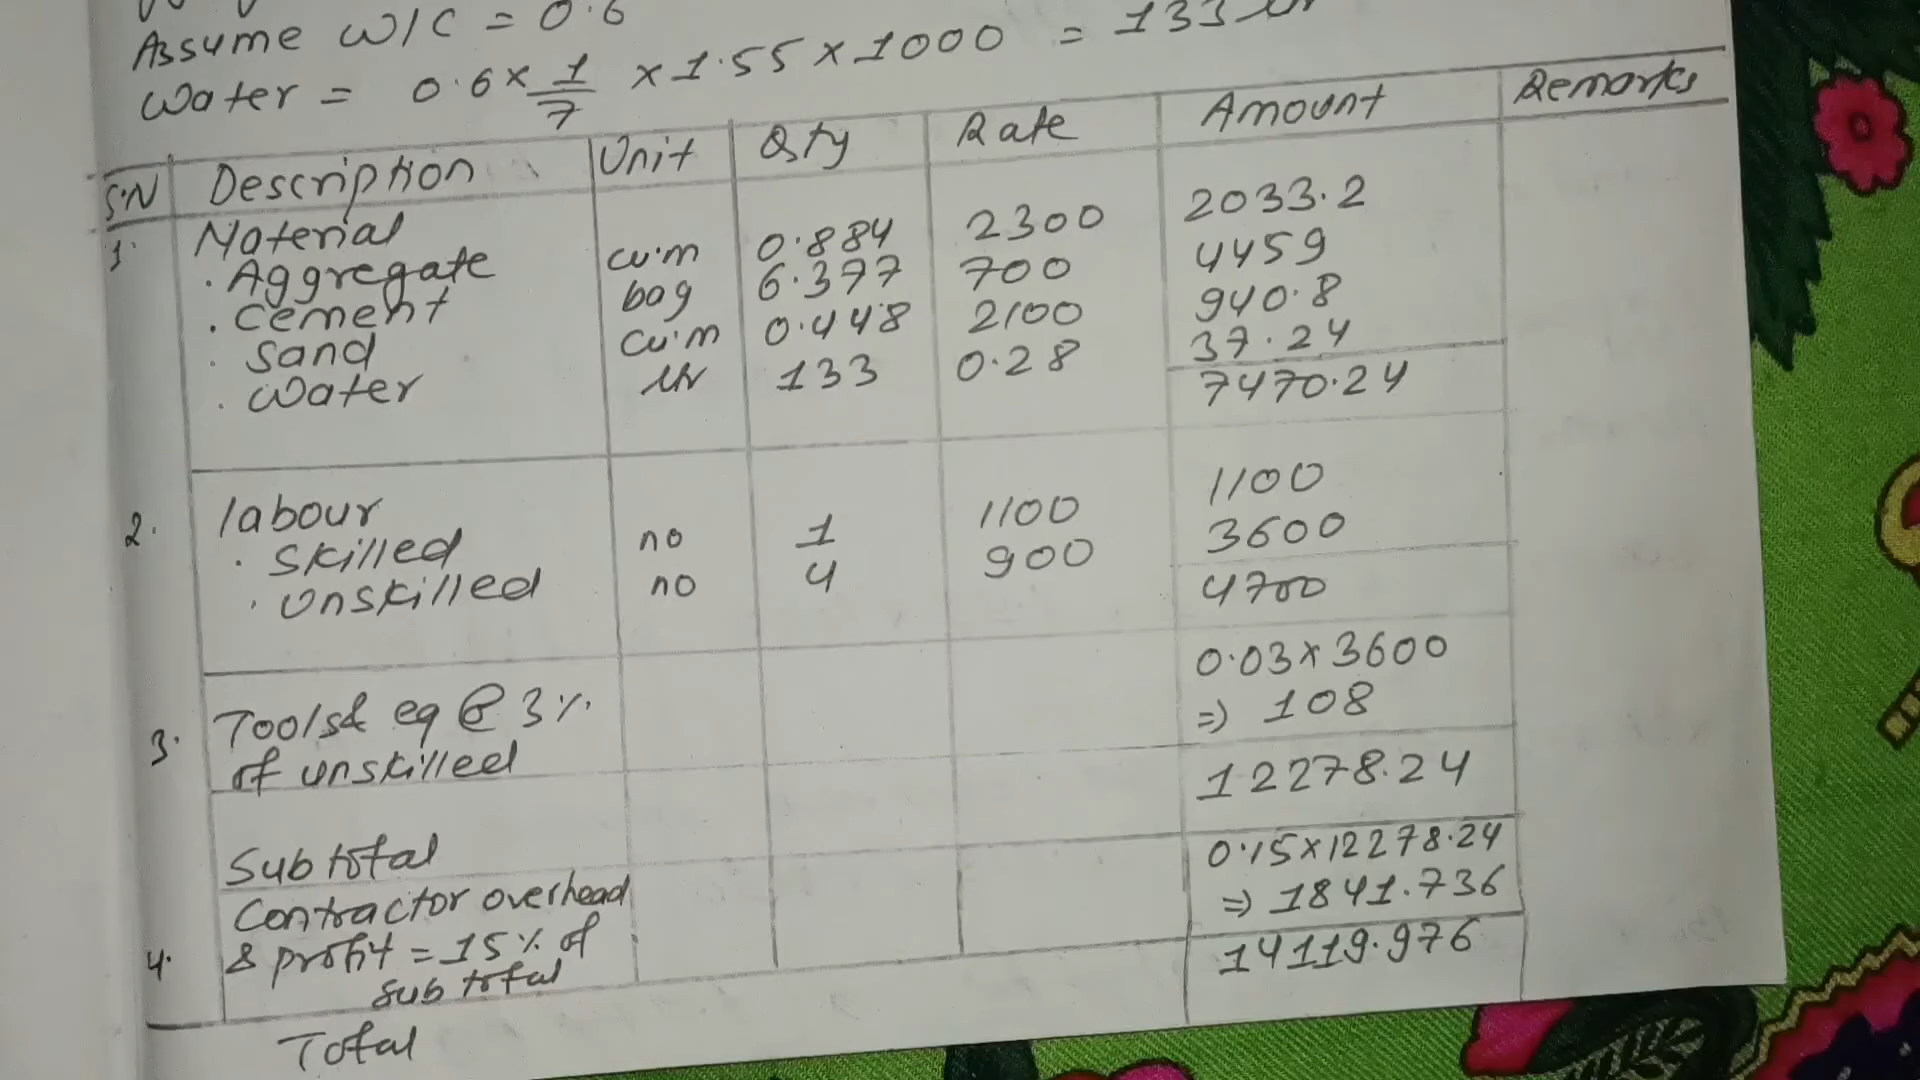 Assume W/C = 0.6
Water = 0.6 x 1/7 x 1.55 x 1000 = 133 ltr
S.N Description Unit Qty Rate Amount Remarks
1. Material
. Aggregate cu.m 0.884 2300 2033.2
. Cement bag 6.377 700 4459
. Sand cu.m 0.448 2100 940.8
. Water ltr 133 0.28 37.24
7470.24
2. labour
. Skilled no 1 1100 1100
. Unskilled no 4 900 3600
4700
3. Tools& eq @ 3% 0.03x3600
of unskilled => 108
Sub total 12278.24
Contractor overhead 0.15x12278.24
4. & profit = 15% of => 1841.736
sub total
Total 14119.976